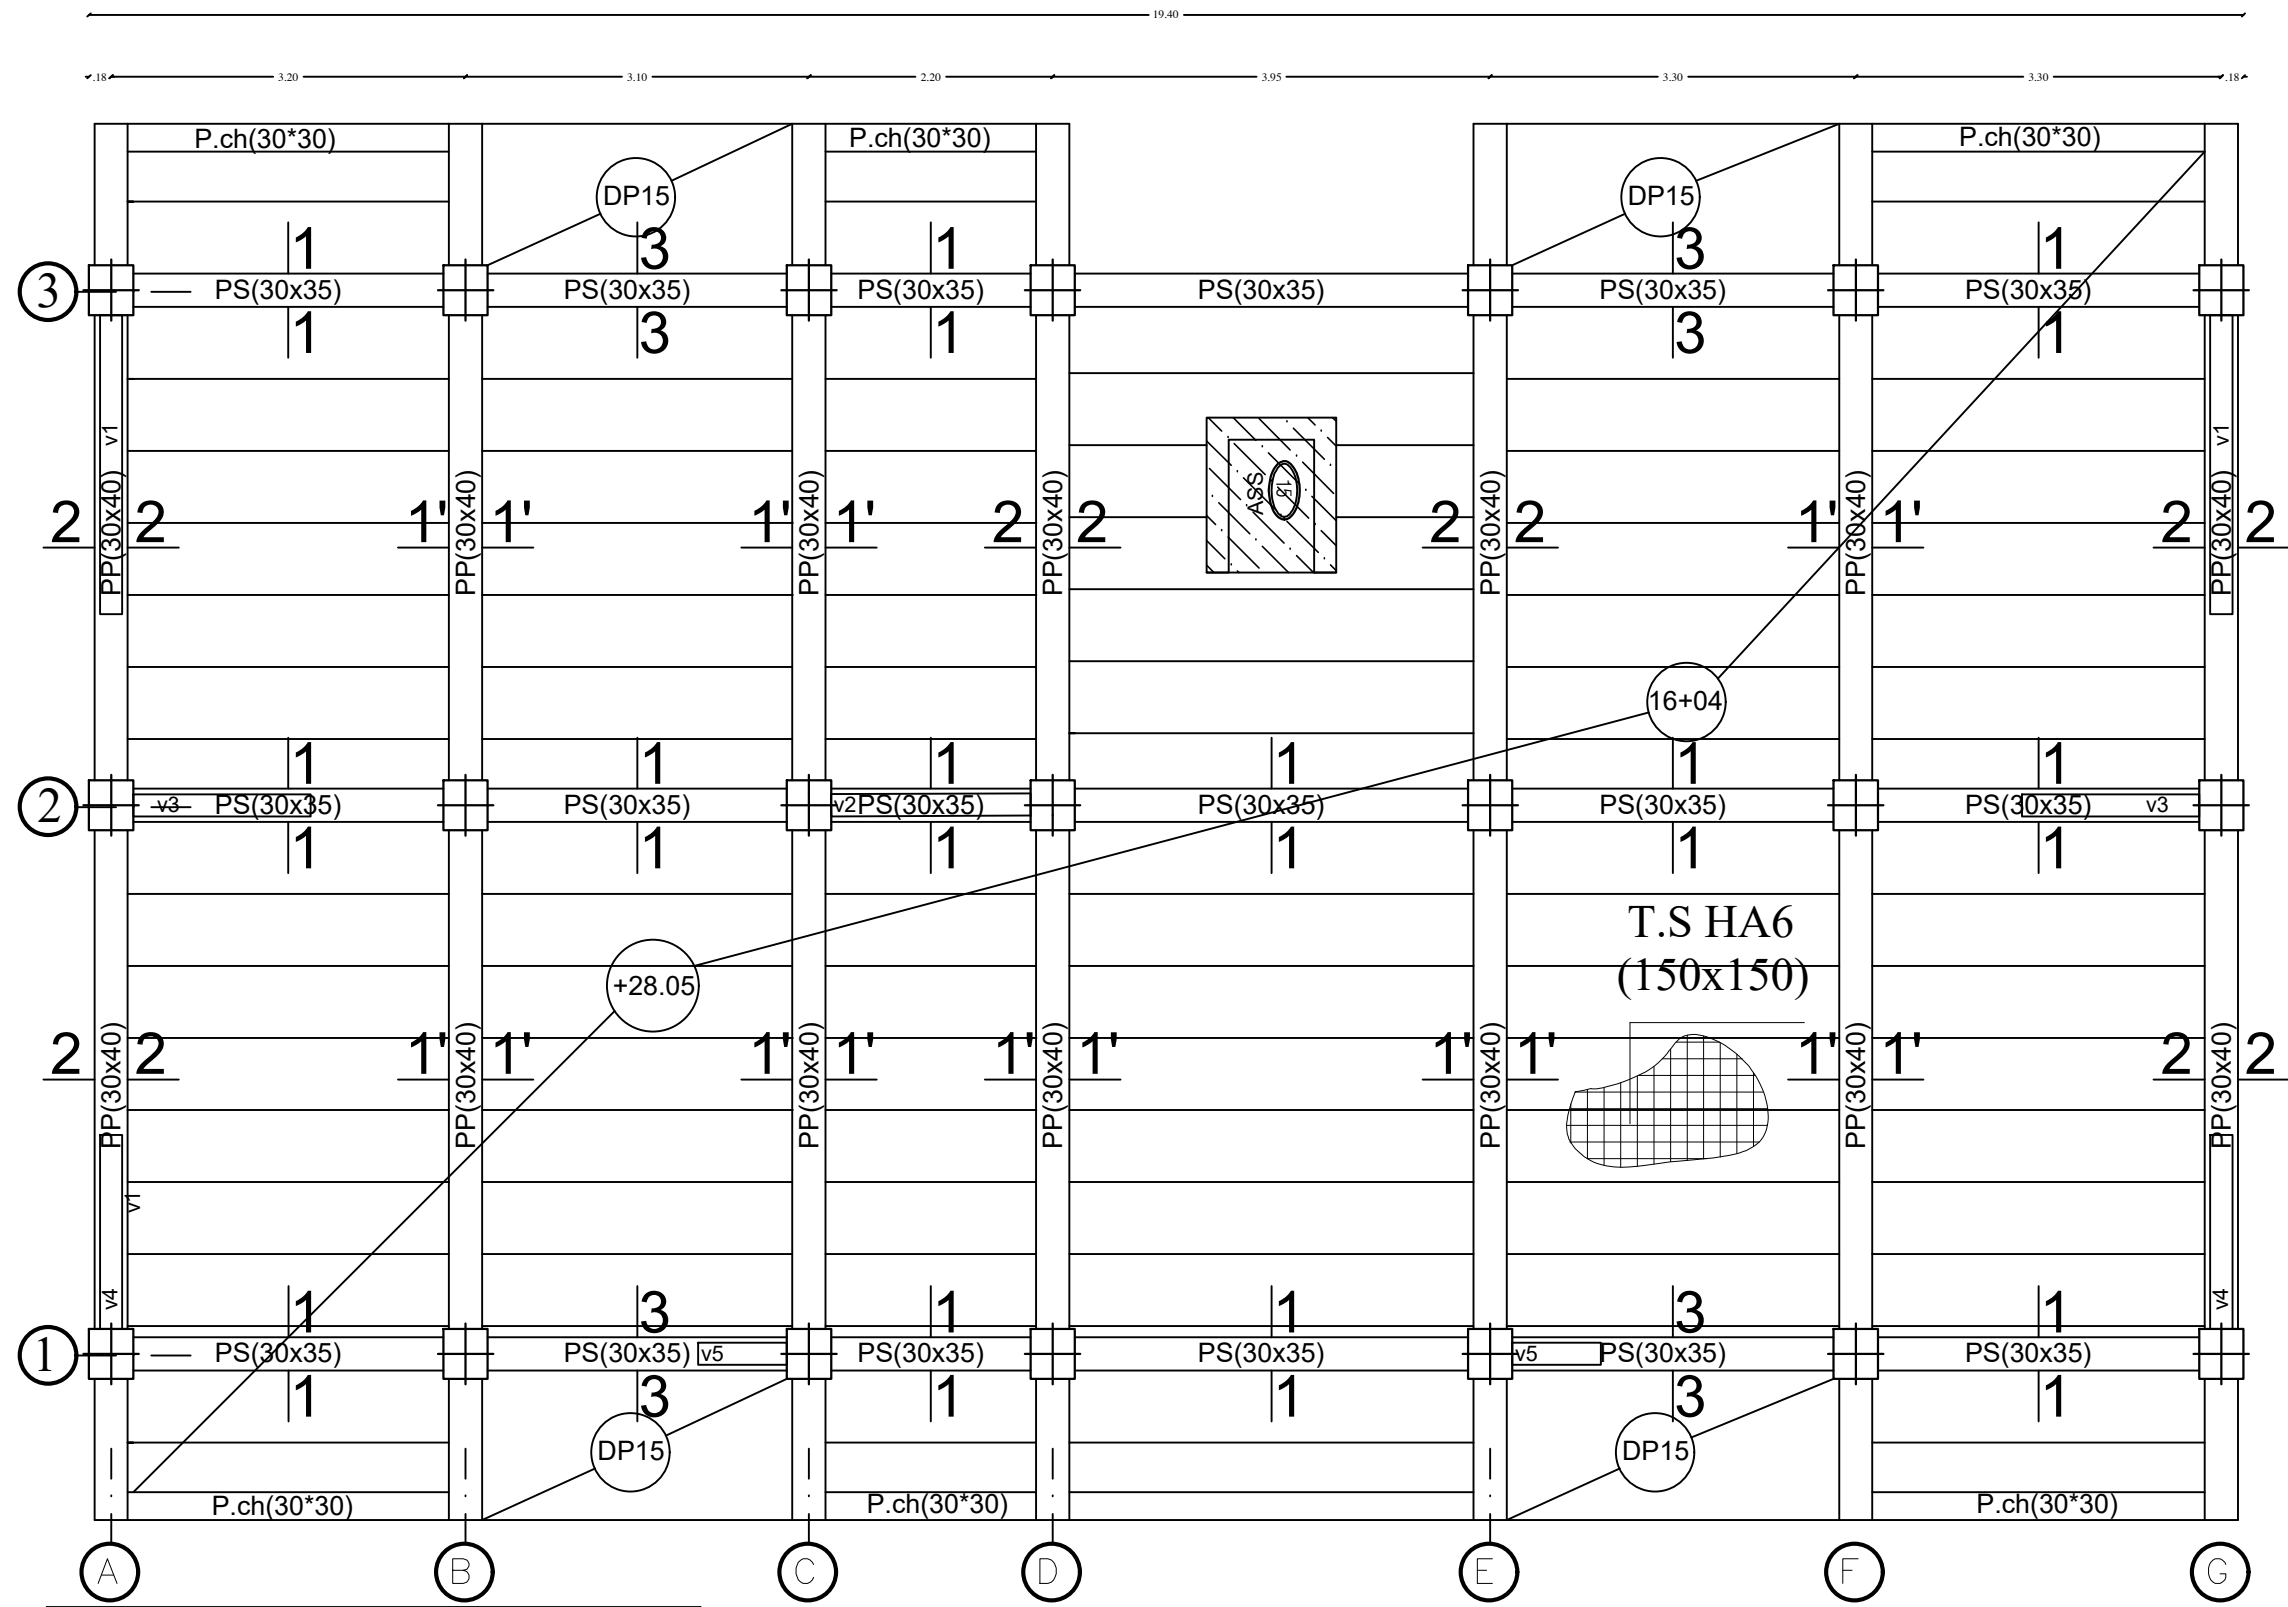 19.40
.18 3.20 3.10 2.20 3.95 3.30 3.30 .18
P.ch(30*30) P.ch(30*30) P.ch(30*30)
DP15 DP15
1 3 1 3 1
3 PS(30x35) PS(30x35) PS(30x35) PS(30x35) PS(30x35) PS(30x35)
1 3 1 3 1
v1 v1
ASS 15
PP(30x40) PP(30x40) PP(30x40) PP(30x40) PP(30x40) PP(30x40) PP(30x40)
2 2 1' 1' 1' 1' 2 2 2 2 1' 1' 2 2
16+04
1 1 1 1 1 1
2 v3 PS(30x35) PS(30x35) v2 PS(30x35) PS(30x35) PS(30x35) PS(30x35) v3
1 1 1 1 1 1
T.S HA6
(150x150)
+28.05
2 2 1' 1' 1' 1' 1' 1' 1' 1' 1' 1' 2 2
PP(30x40) PP(30x40) PP(30x40) PP(30x40) PP(30x40) PP(30x40) PP(30x40)
v1
v4 v4
1 3 1 1 3 1
1 PS(30x35) PS(30x35) v5 PS(30x35) PS(30x35) v5 PS(30x35) PS(30x35)
1 3 1 1 3 1
DP15 DP15
P.ch(30*30) P.ch(30*30) P.ch(30*30)
A B C D E F G